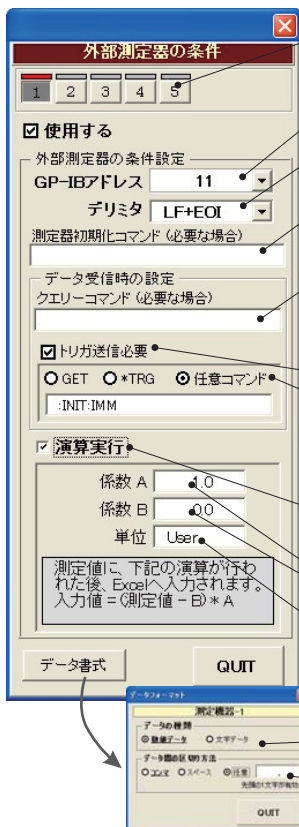 外部測定器の条件
1 2 3 4 5
使用する
外部測定器の条件設定
GP-IBアドレス 11
デリミタ LF+EOI
測定器初期化コマンド (必要な場合)
データ受信時の設定
クエリーコマンド (必要な場合)
トリガ送信必要
GET *TRG 任意コマンド
:INIT:IMM
演算実行
係数 A 1.0
係数 B 0.0
単位 User
測定値に、下記の演算が行わ
れた後、Excelへ入力されます。
入力値 = (測定値 - B) * A
データ書式 QUIT
データフォーマット
測定機器-1
データの種類
数値データ 文字データ
データ間の区切り方法
コンマ スペース 任意
先頭の1文字が有効
QUIT